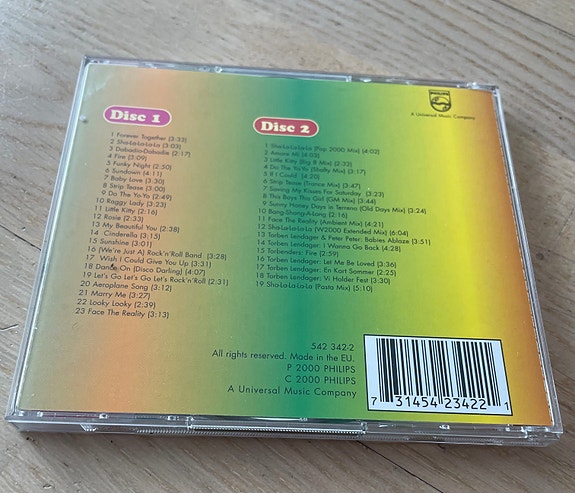 PHILIPS
A Universal Music Company
Disc 1
1 Forever Together (3:33)
2 Sha-La-La-La-La (3:03)
3 Dabadio-Dabadie (2:17)
4 Fire (3:09)
5 Funky Night (2:50)
6 Sundown (4:11)
7 Baby Love (3:30)
8 Strip Tease (3:00)
9 Do The Yo-Yo (2:49)
10 Raggy Lady (3:23)
11 Little Kitty (2:16)
12 Rosie (2:33)
13 My Beautiful You (2:38)
14 Cinderella (3:15)
15 Sunshine (3:01)
16 (We're Just A) Rock'n'Roll Band (3:28)
17 Wish I Could Give You Up (3:31)
18 Dance On (Disco Darling) (4:07)
19 Let's Go Let's Go Let's Rock'n'Roll (2:31)
20 Aeroplane Song (3:12)
21 Marry Me (3:27)
22 Looky Looky (2:39)
23 Face The Reality (3:13)
Disc 2
1 Sha-La-La-La-La (Pop 2000 Mix) (4:02)
2 Amore Mi (4:03)
3 Little Kitty (Big B Mix) (2:32)
4 Do The Yo-Yo (Shafty Mix) (3:17)
5 If I Could (4:20)
6 Strip Tease (Trance Mix) (3:47)
7 Saving My Kisses For Saturday (3:23)
8 This Boys This Girl (GM Mix) (3:44)
9 Sunny Honey Days in Terreno (Old Days Mix) (3:24)
10 Bang-Shang-A-Lang (2:16)
11 Face The Reality (Ambient Mix) (4:21)
12 Sha-La-La-La-La (W2000 Extended Mix) (6:04)
13 Torben Lendager & Peter Peter: Babies Ablaze (3:51)
14 Torben Lendager: I Wanna Go Back (4:28)
15 Torbenders: Fire (2:59)
16 Torben Lendager: Let Me Be Loved (3:36)
17 Torben Lendager: En Kort Sommer (2:25)
18 Torben Lendager: Vi Holder Fest (3:30)
19 Sha-La-La-La-La (Pasta Mix) (5:10)
542 342-2
All rights reserved. Made in the EU.
P 2000 PHILIPS
C 2000 PHILIPS
A Universal Music Company
7 31454 23422 1